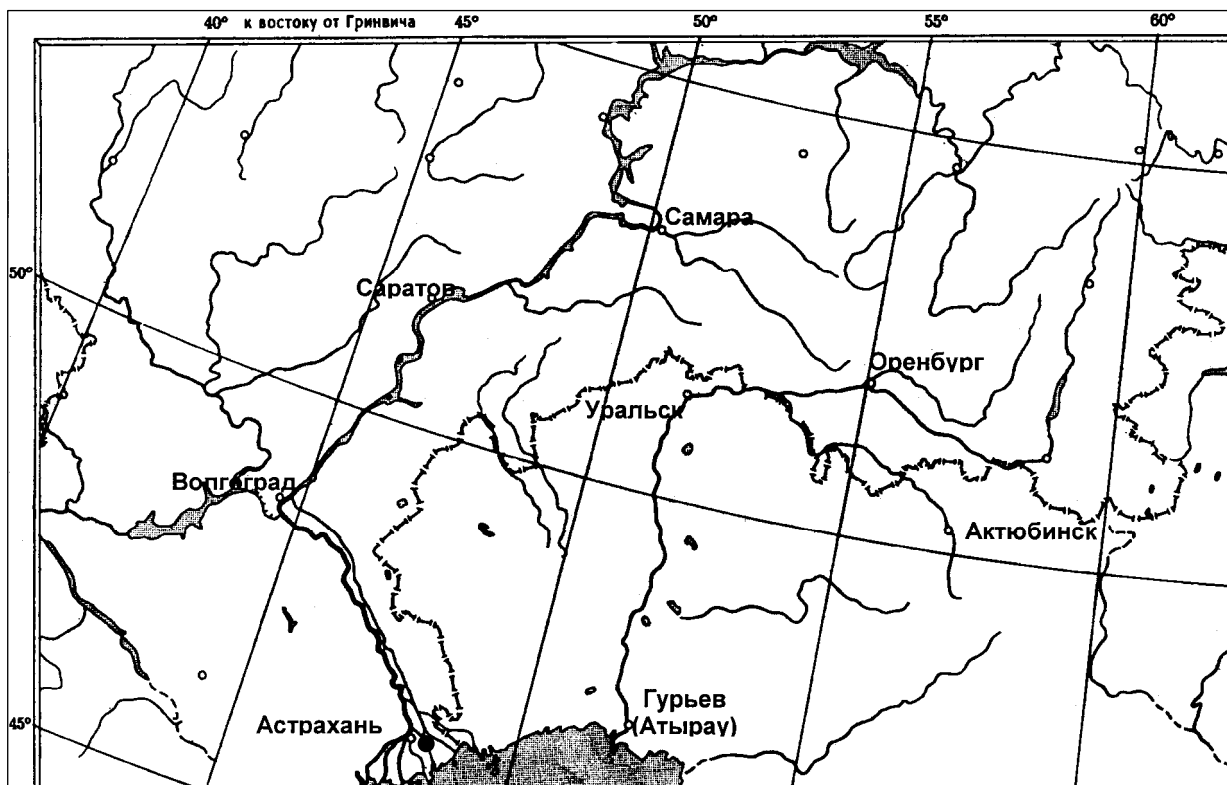 40° к востоку от Гринвича 45° 50° 55° 60°
Самара
50°
Саратов
Оренбург
Уральск
Волгоград
Актюбинск
Гурьев
(Атырау)
Астрахань
45°